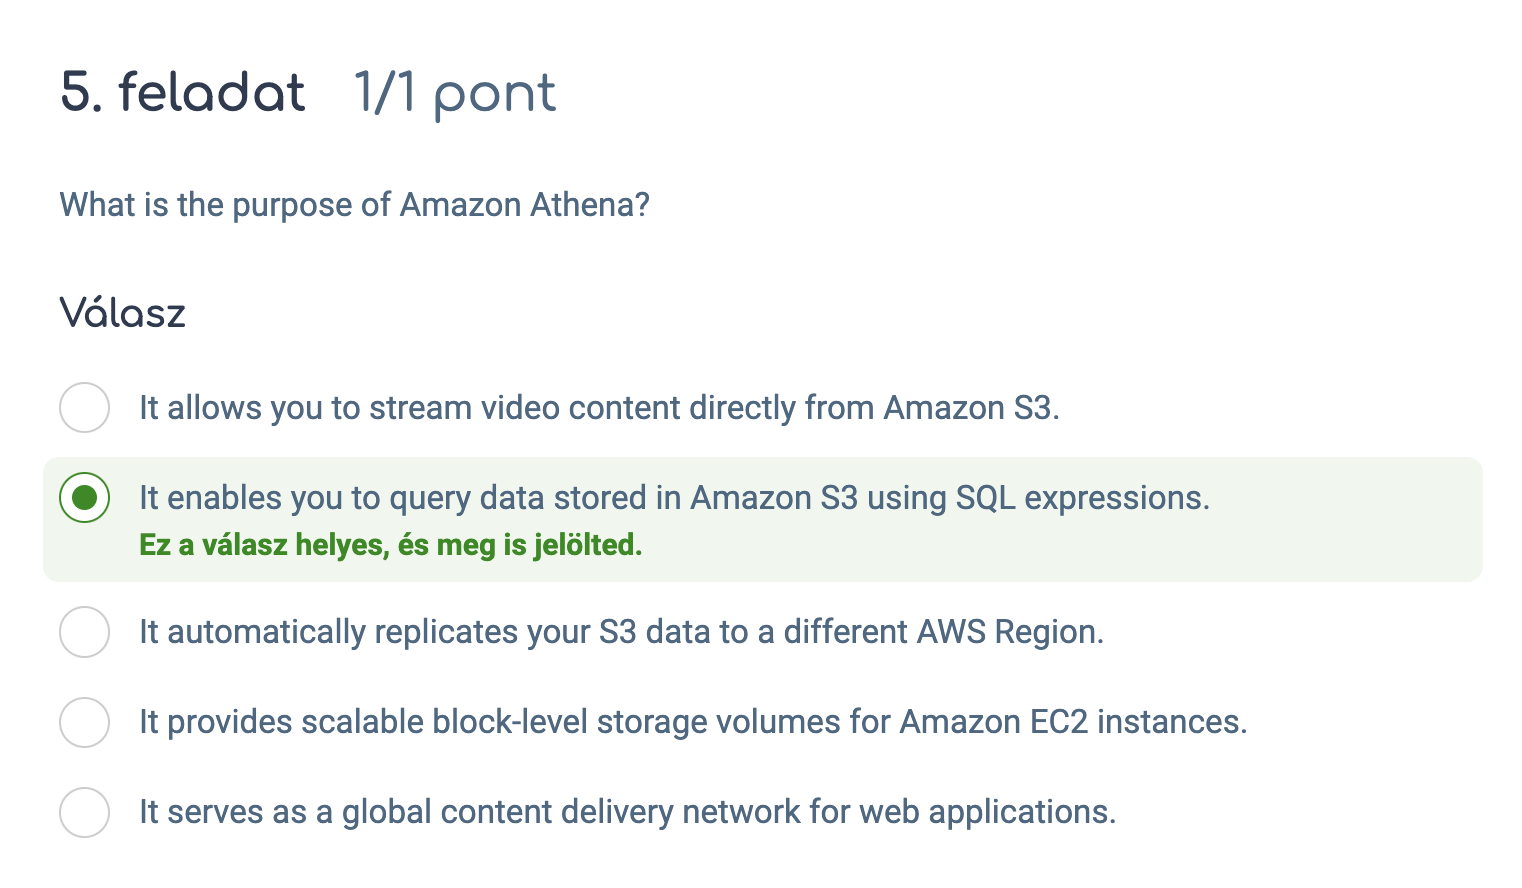 5. feladat 1/1 pont
What is the purpose of Amazon Athena?
Válasz
It allows you to stream video content directly from Amazon S3.
It enables you to query data stored in Amazon S3 using SQL expressions.
Ez a válasz helyes, és meg is jelölted.
It automatically replicates your S3 data to a different AWS Region.
It provides scalable block-level storage volumes for Amazon EC2 instances.
It serves as a global content delivery network for web applications.